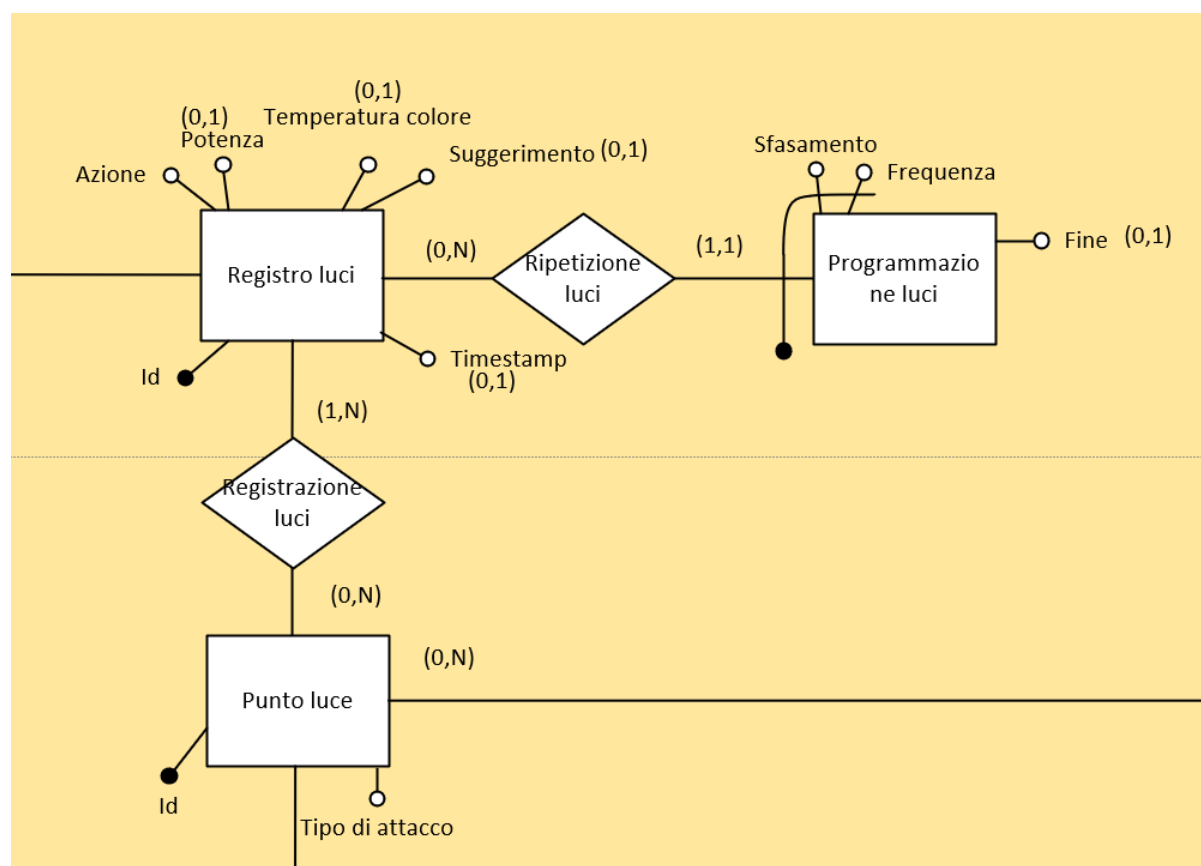 (0,1)
Temperatura colore
(0,1)
Potenza
Suggerimento (0,1)
Azione
Sfasamento
Frequenza
Registro luci
(0,N)
Ripetizione
luci
(1,1)
Programmazio
ne luci
Fine (0,1)
Id
Timestamp
(0,1)
(1,N)
Registrazione
luci
(0,N)
(0,N)
Punto luce
Id
Tipo di attacco